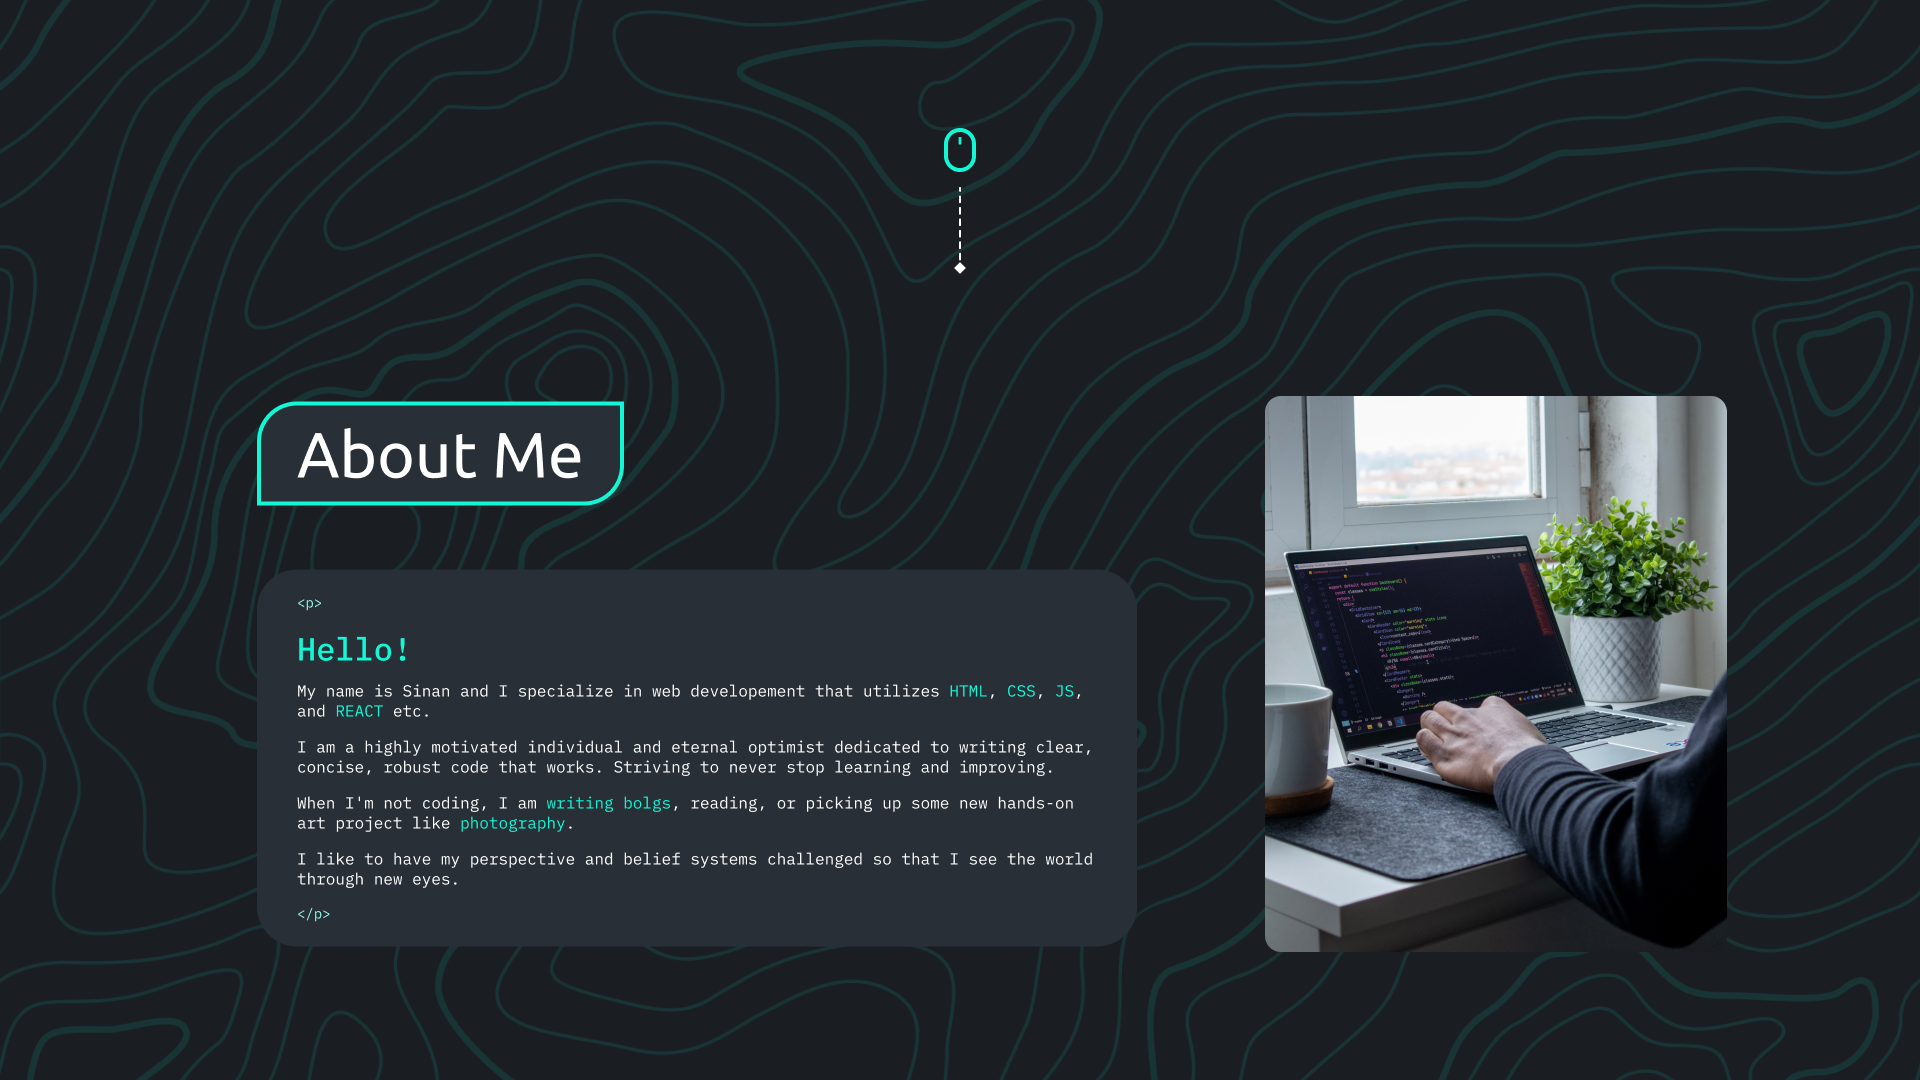 About Me
<p>
Hello!
My name is Sinan and I specialize in web developement that utilizes HTML, CSS, JS,
and REACT etc.
I am a highly motivated individual and eternal optimist dedicated to writing clear,
concise, robust code that works. Striving to never stop learning and improving.
When I'm not coding, I am writing bolgs, reading, or picking up some new hands-on
art project like photography.
I like to have my perspective and belief systems challenged so that I see the world
through new eyes.
</p>